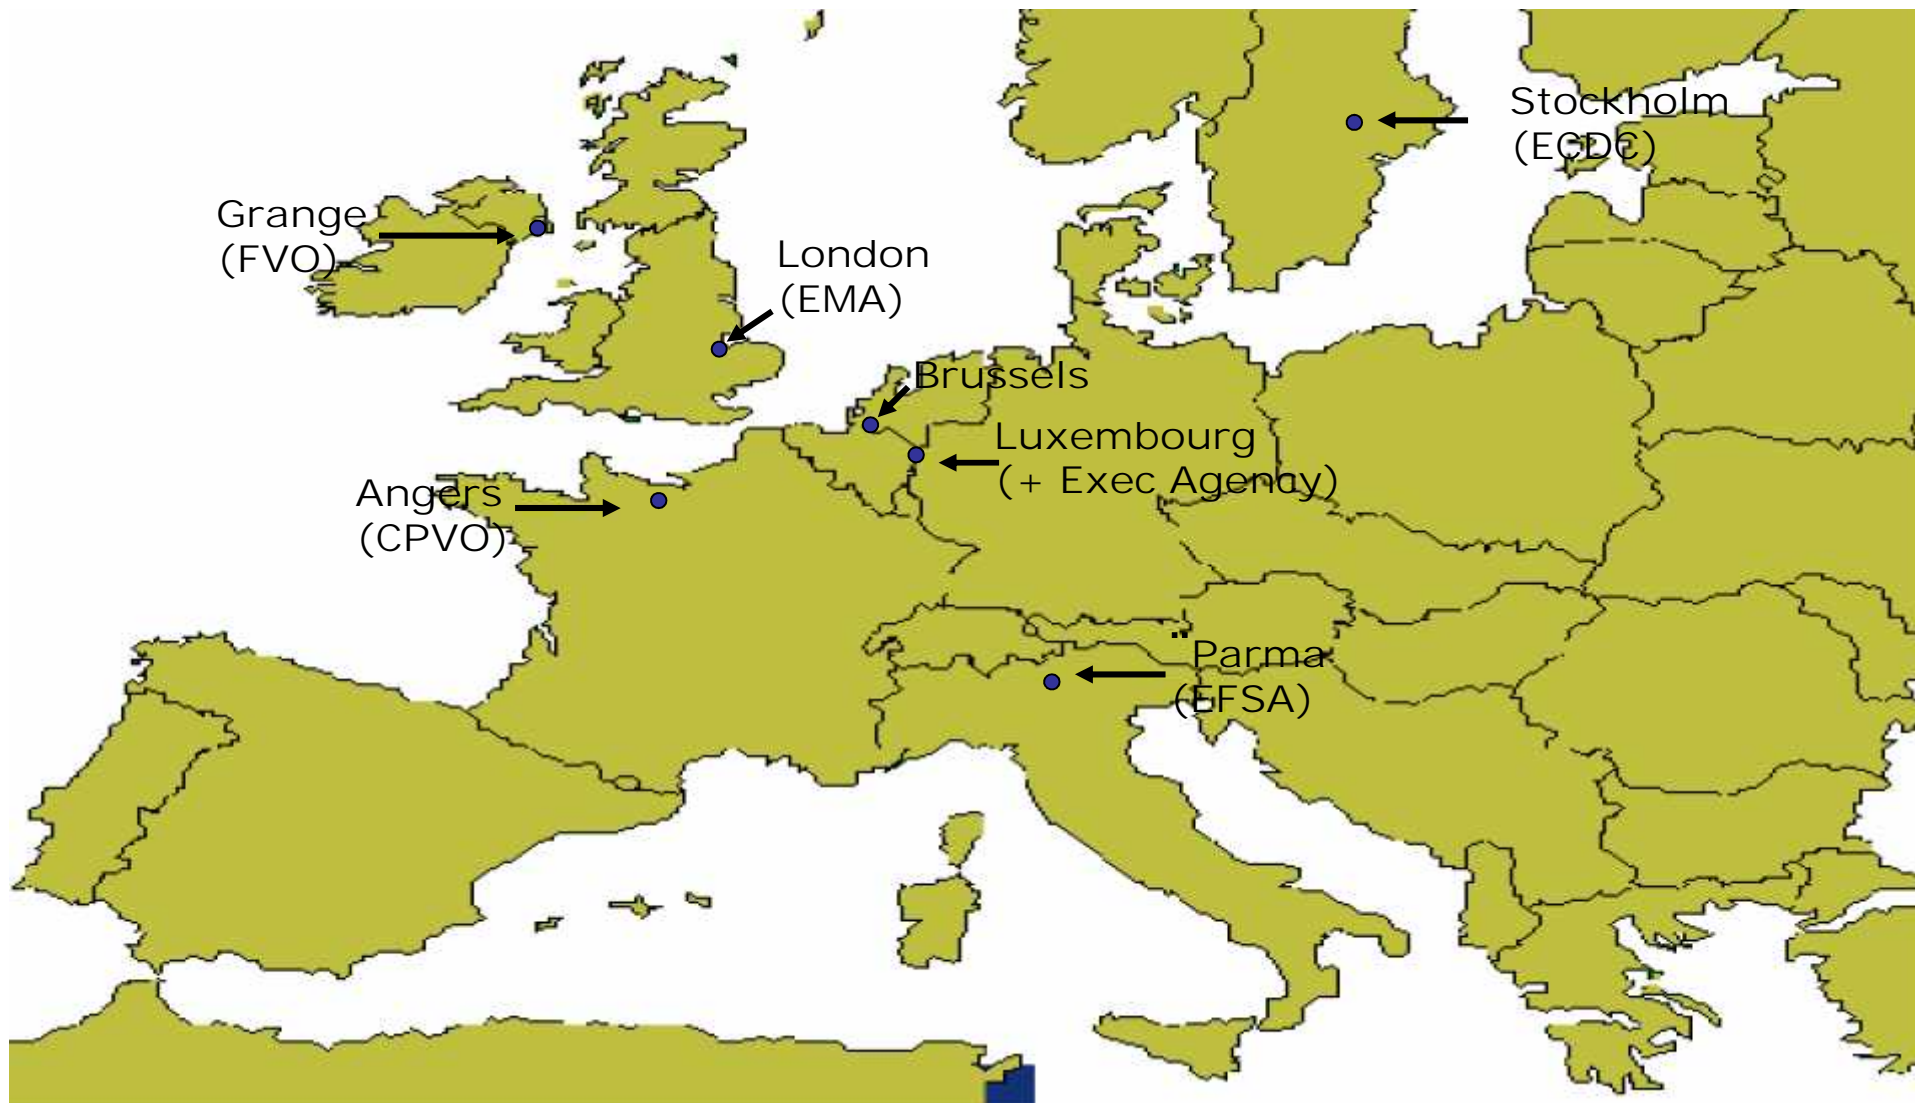 Stockholm
(ECDC)
Grange
(FVO)
London
(EMA)
Brussels
Luxembourg
(+ Exec Agency)
Angers
(CPVO)
¨Parma
(EFSA)